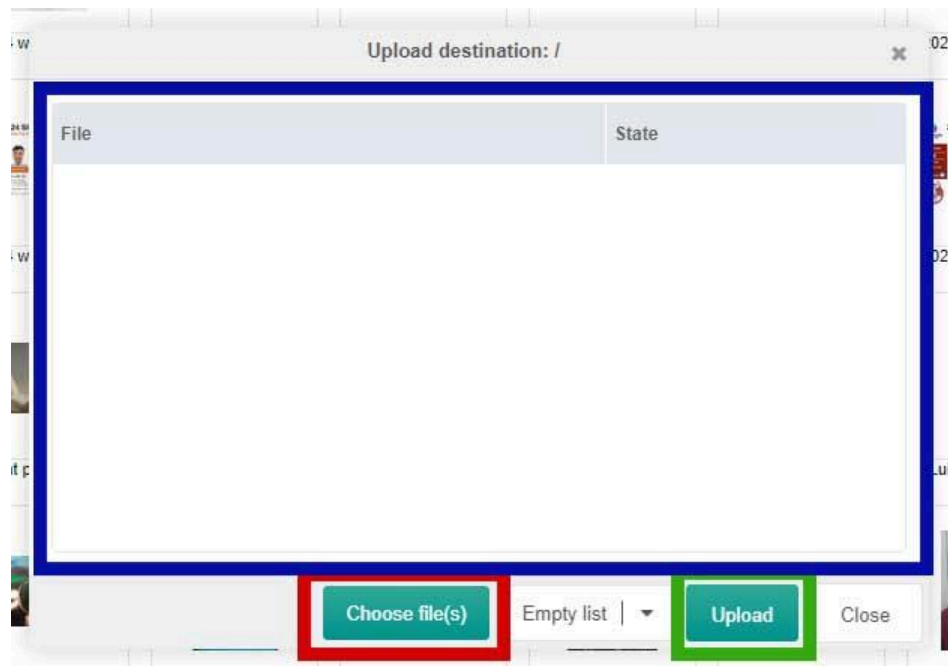 Upload destination: /
File State
Choose file(s) Empty list Upload Close